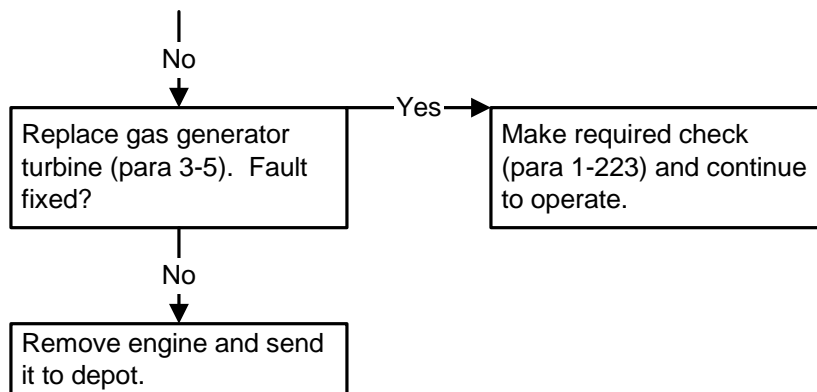 No
Replace gas generator
turbine (para 3-5).  Fault
fixed?
Yes
Make required check
(para 1-223) and continue
to operate.
No
Remove engine and send
it to depot.